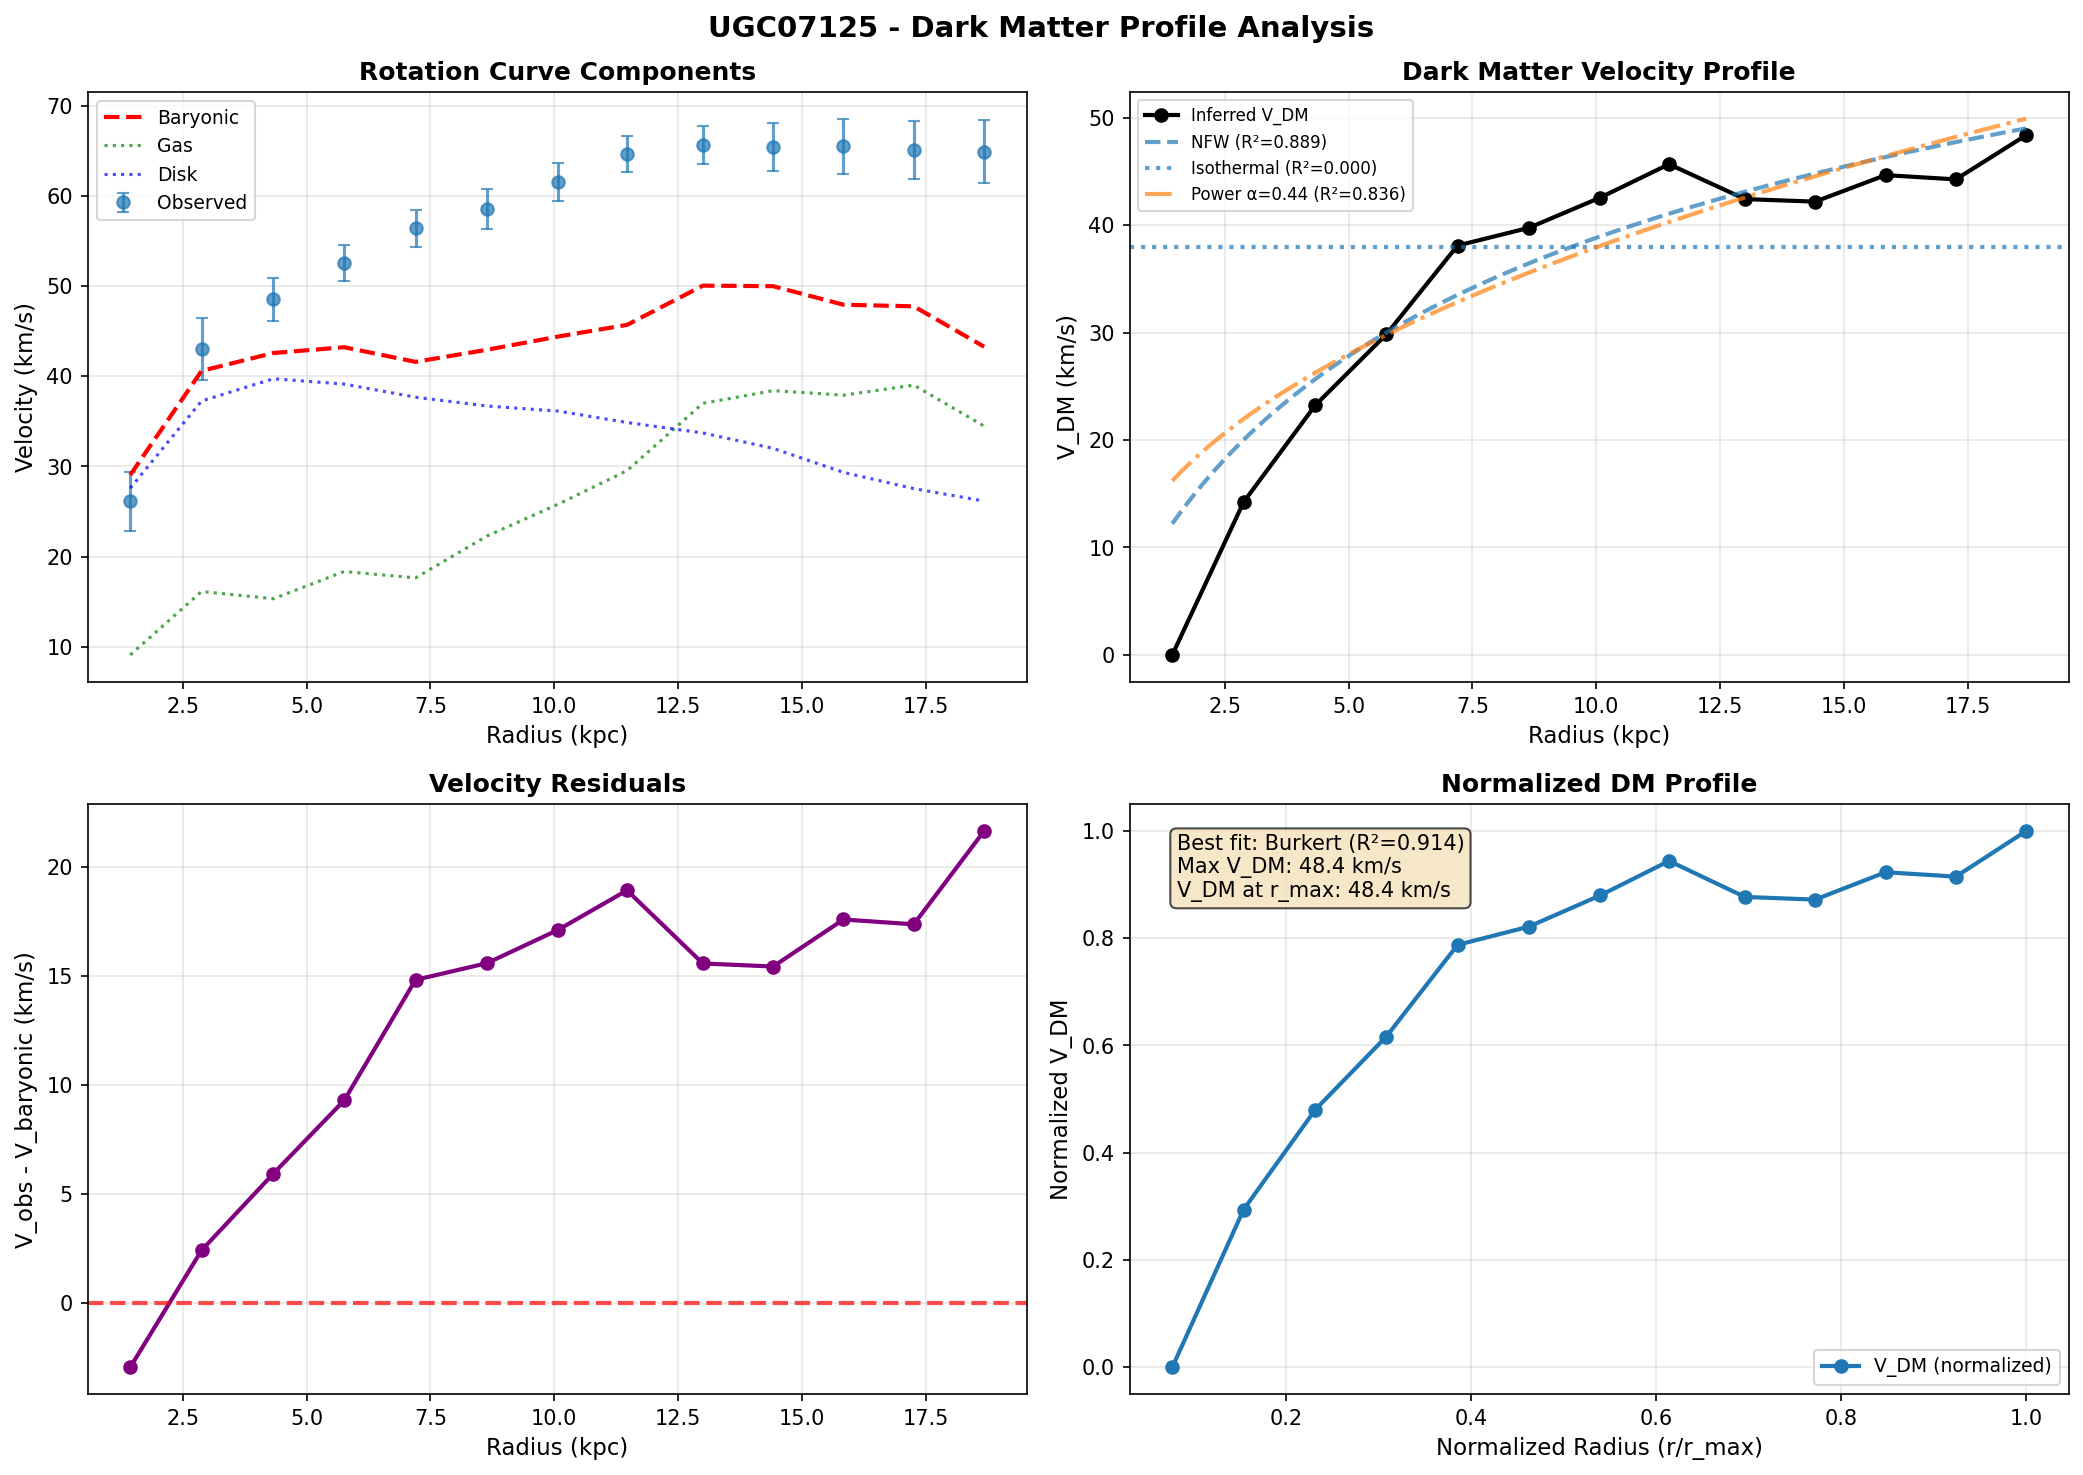 UGC07125 - Dark Matter Profile Analysis
Rotation Curve Components
70
60
50
40
30
20
10
Velocity (km/s)
Baryonic
Gas
Disk
Observed
2.5
5.0
7.5
10.0
12.5
15.0
17.5
Radius (kpc)
Dark Matter Velocity Profile
50
40
30
20
10
0
V_DM (km/s)
Inferred V_DM
NFW (R²=0.889)
Isothermal (R²=0.000)
Power α=0.44 (R²=0.836)
2.5
5.0
7.5
10.0
12.5
15.0
17.5
Radius (kpc)
Velocity Residuals
20
15
10
5
0
V_obs - V_baryonic (km/s)
2.5
5.0
7.5
10.0
12.5
15.0
17.5
Radius (kpc)
Normalized DM Profile
1.0
0.8
0.6
0.4
0.2
0.0
Normalized V_DM
Best fit: Burkert (R²=0.914)
Max V_DM: 48.4 km/s
V_DM at r_max: 48.4 km/s
V_DM (normalized)
0.2
0.4
0.6
0.8
1.0
Normalized Radius (r/r_max)